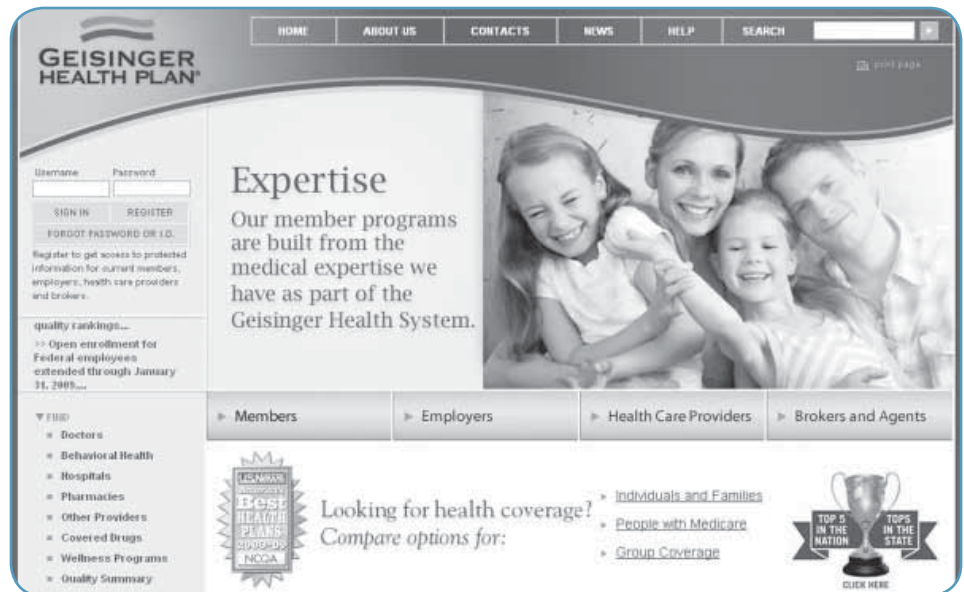 HOME ABOUT US CONTACTS NEWS HELP SEARCH
GEISINGER
HEALTH PLAN®
print page
Username Password
SIGN IN REGISTER
FORGOT PASSWORD OR I.D.
Register to get access to protected
information for current members,
employers, health care providers
and brokers.
quality rankings...
>> Open enrollment for
Federal employees
extended through January
31, 2009....
Expertise
Our member programs
are built from the
medical expertise we
have as part of the
Geisinger Health System.
Members Employers Health Care Providers Brokers and Agents
FIND
Doctors
Behavioral Health
Hospitals
Pharmacies
Other Providers
Covered Drugs
Wellness Programs
Quality Summary
U.S.News
Best
HEALTH
PLANS
2008-09
NCQA
Looking for health coverage?
Compare options for:
Individuals and Families
People with Medicare
Group Coverage
TOP 5
IN THE
NATION
TOPS
IN THE
STATE
CLICK HERE